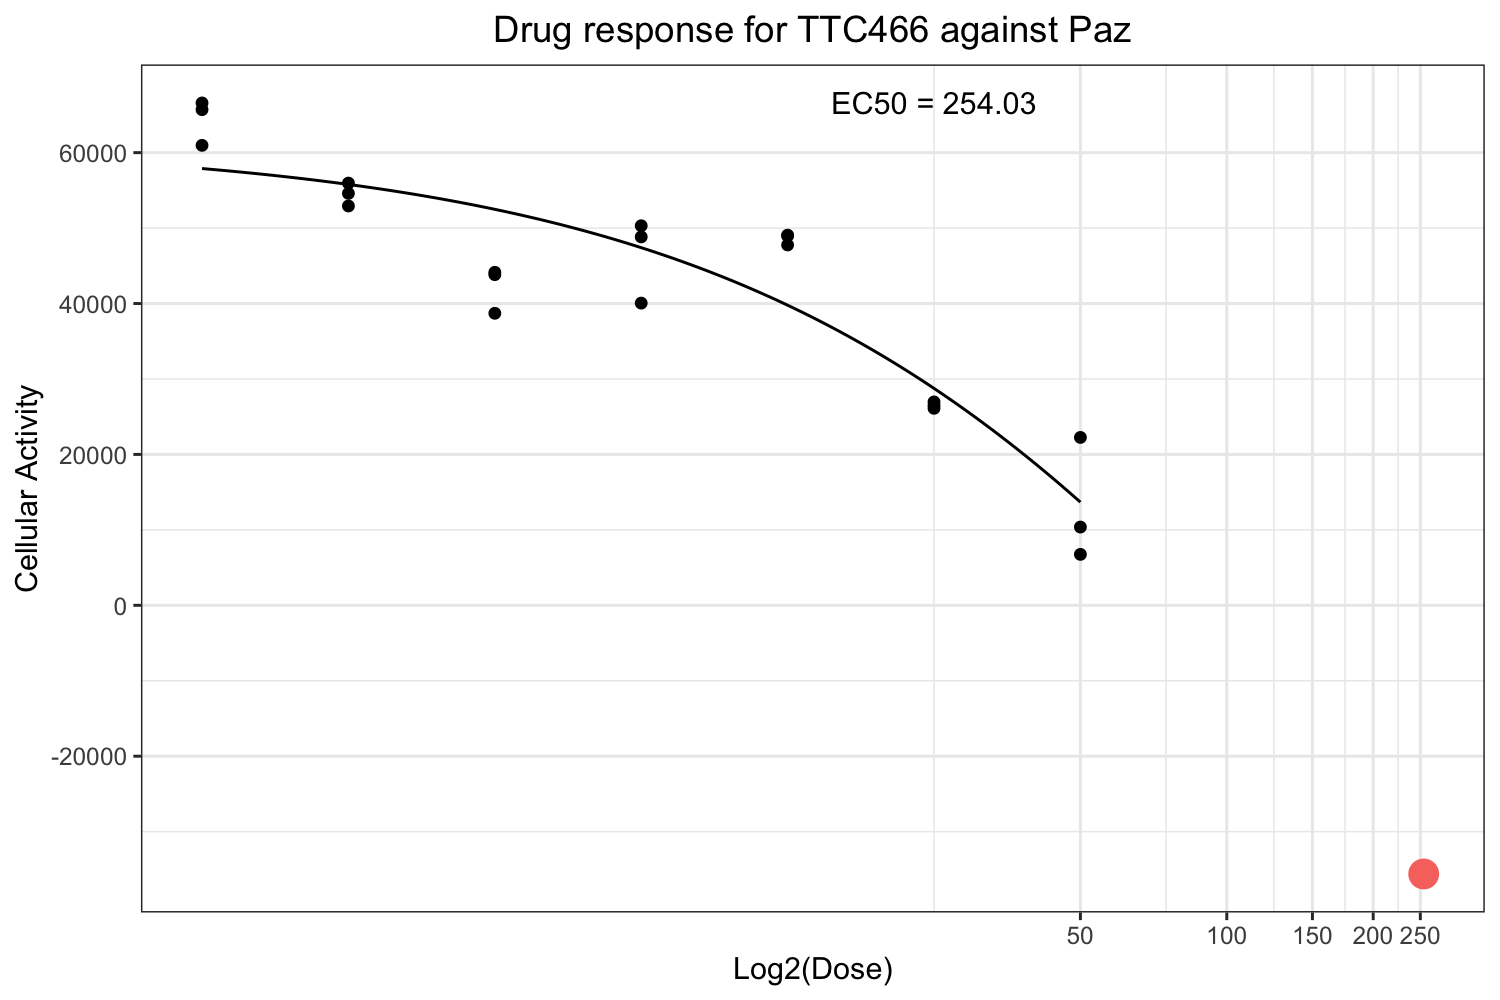 Drug response for TTC466 against Paz
EC50 = 254.03
60000
40000
20000
0
-20000
Cellular Activity
50 100 150 200 250
Log2(Dose)